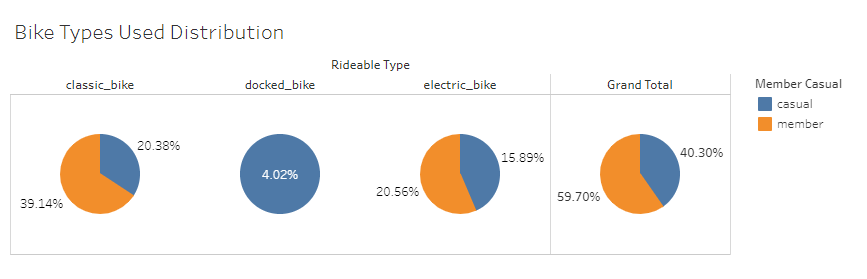 Bike Types Used Distribution
Rideable Type
classic_bike docked_bike electric_bike Grand Total
Member Casual
casual
member
20.38%
39.14%
4.02%
15.89%
20.56%
40.30%
59.70%